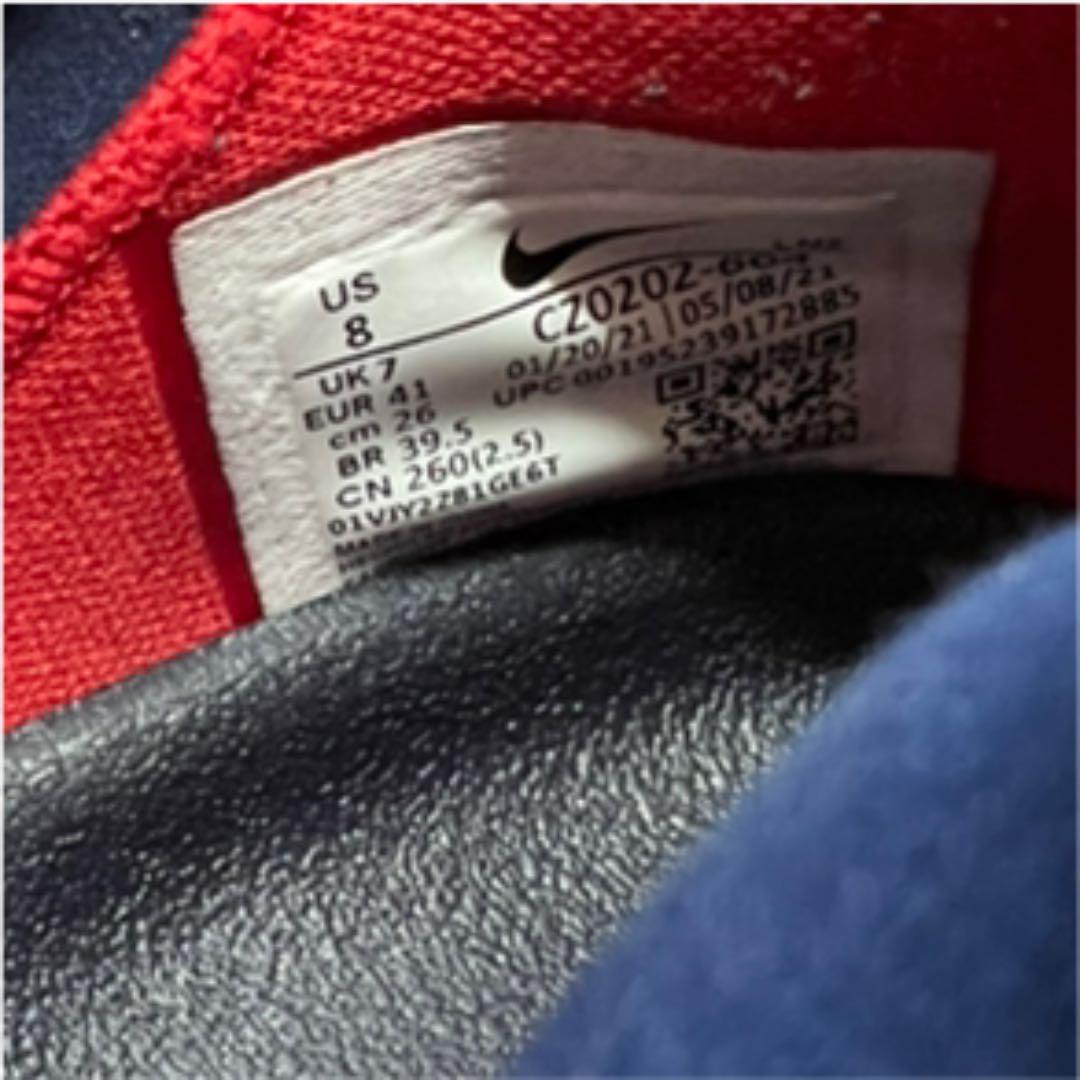 US
8
UK 7
EUR 41
cm 26
BR 39.5
CN 260(2.5)
01VJY2Z81GE6T
01/20/21 | 05/08/21
UPC 00195239172885